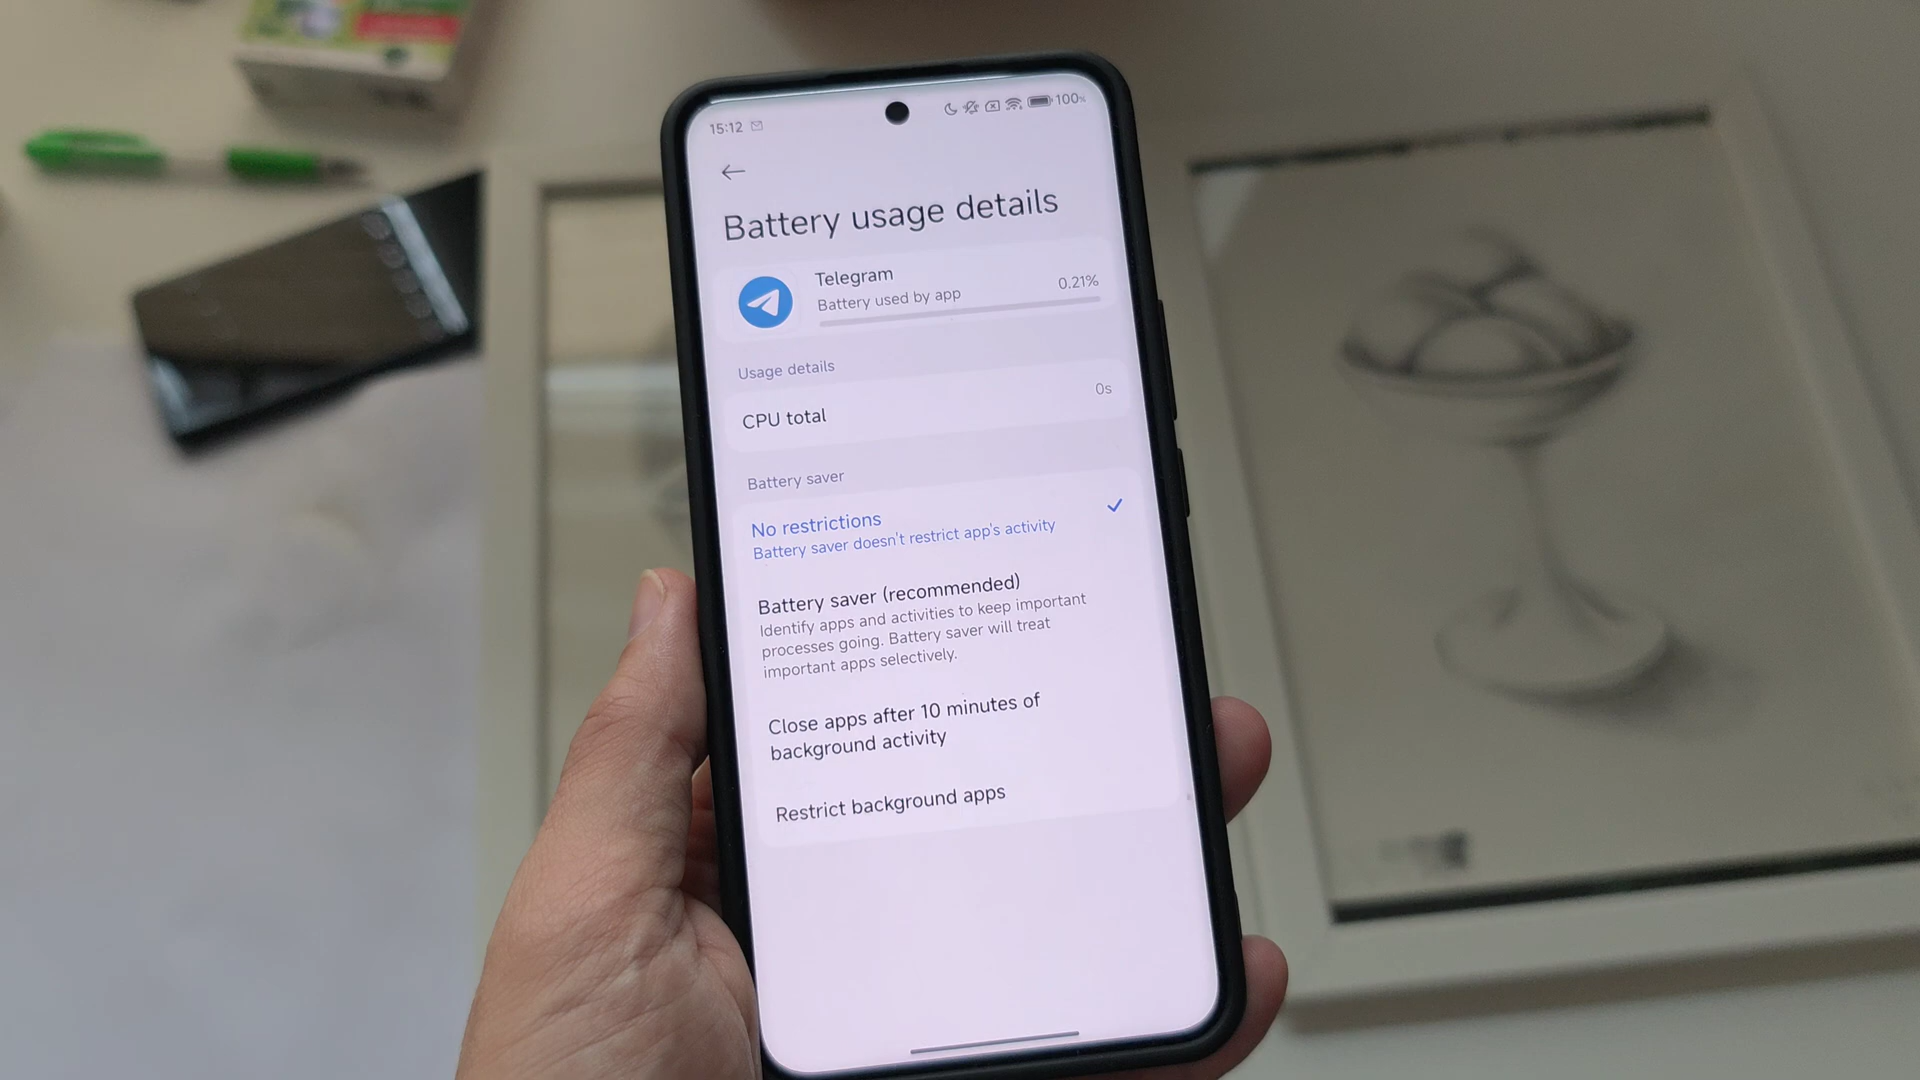 15:12
100%
Battery usage details
Telegram
Battery used by app
0.21%
Usage details
CPU total
0s
Battery saver
No restrictions
Battery saver doesn't restrict app's activity
Battery saver (recommended)
Identify apps and activities to keep important
processes going. Battery saver will treat
important apps selectively.
Close apps after 10 minutes of
background activity
Restrict background apps